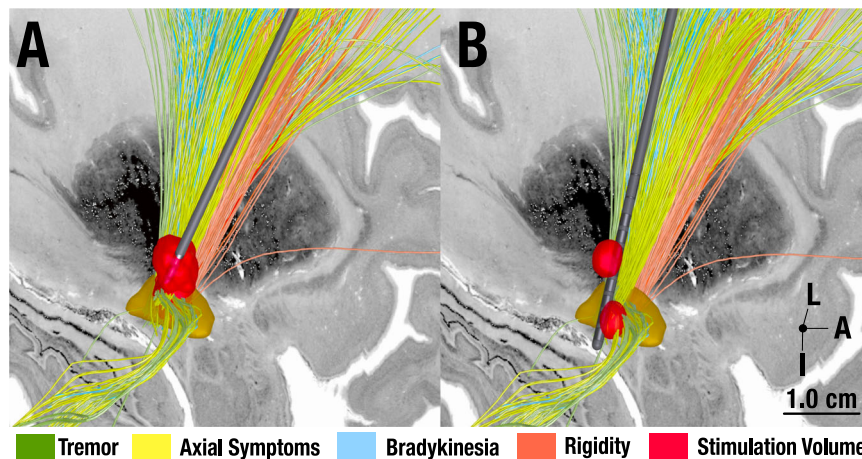 A
B
L
A
I
1.0 cm
Tremor Axial Symptoms Bradykinesia Rigidity Stimulation Volume